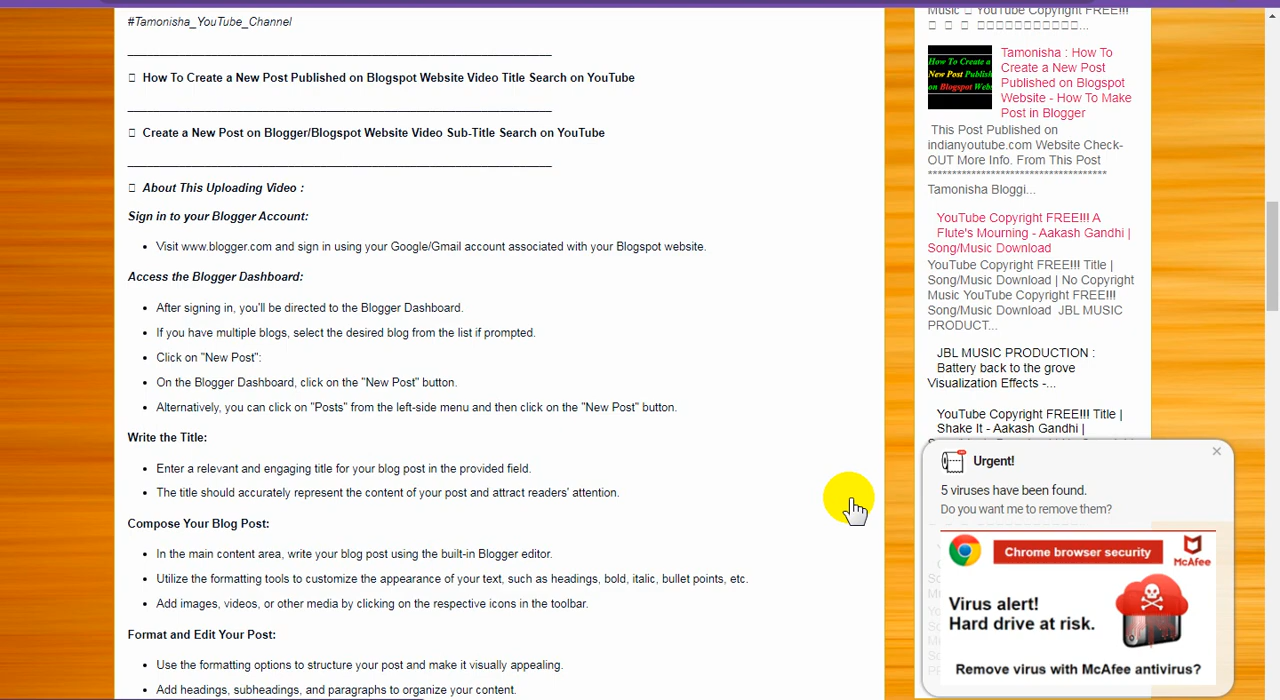 #Tamonisha_YouTube_Channel
How To Create a New Post Published on Blogspot Website Video Title Search on YouTube
Create a New Post on Blogger/Blogspot Website Video Sub-Title Search on YouTube
About This Uploading Video :
Sign in to your Blogger Account:
Visit www.blogger.com and sign in using your Google/Gmail account associated with your Blogspot website.
Access the Blogger Dashboard:
After signing in, you'll be directed to the Blogger Dashboard.
If you have multiple blogs, select the desired blog from the list if prompted.
Click on "New Post":
On the Blogger Dashboard, click on the "New Post" button.
Alternatively, you can click on "Posts" from the left-side menu and then click on the "New Post" button.
Write the Title:
Enter a relevant and engaging title for your blog post in the provided field.
The title should accurately represent the content of your post and attract readers' attention.
Compose Your Blog Post:
In the main content area, write your blog post using the built-in Blogger editor.
Utilize the formatting tools to customize the appearance of your text, such as headings, bold, italic, bullet points, etc.
Add images, videos, or other media by clicking on the respective icons in the toolbar.
Format and Edit Your Post:
Use the formatting options to structure your post and make it visually appealing.
Add headings, subheadings, and paragraphs to organize your content.
Music YouTube Copyright FREE!!!
How To Create a
New Post Publish
on Blogspot Webs
Tamonisha : How To
Create a New Post
Published on Blogspot
Website - How To Make
Post in Blogger
This Post Published on
indianyoutube.com Website Check-
OUT More Info. From This Post
*************************************
Tamonisha Bloggi...
YouTube Copyright FREE!!! A
Flute's Mourning - Aakash Gandhi |
Song/Music Download
YouTube Copyright FREE!!! Title |
Song/Music Download | No Copyright
Music YouTube Copyright FREE!!!
Song/Music Download JBL MUSIC
PRODUCT...
JBL MUSIC PRODUCTION :
Battery back to the grove
Visualization Effects -...
YouTube Copyright FREE!!! Title |
Shake It - Aakash Gandhi |
Urgent!
5 viruses have been found.
Do you want me to remove them?
Chrome browser security
McAfee
Virus alert!
Hard drive at risk.
Remove virus with McAfee antivirus?